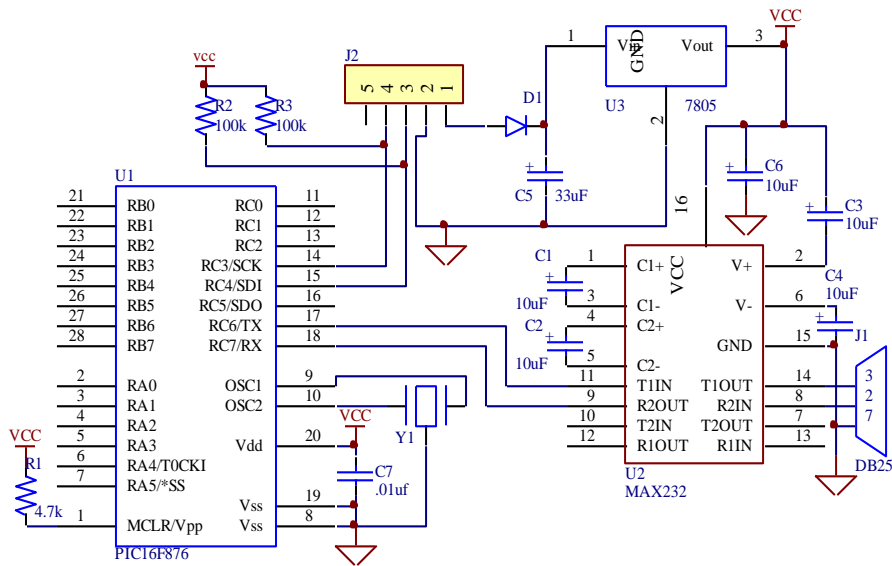 VCC
vcc
J2
1
3
Vin
GND
Vout
D1
U3
7805
2
R2
100k
R3
100k
5
4
3
2
1
C5
33uF
16
C6
10uF
C3
10uF
U1
21
RB0
RC0
11
22
RB1
RC1
12
23
RB2
RC2
13
24
RB3
RC3/SCK
14
25
RB4
RC4/SDI
15
26
RB5
RC5/SDO
16
27
RB6
RC6/TX
17
28
RB7
RC7/RX
18
2
RA0
OSC1
9
3
RA1
OSC2
10
4
RA2
5
RA3
Vdd
20
6
RA4/T0CKI
7
RA5/*SS
Vss
19
1
MCLR/Vpp
Vss
8
PIC16F876
VCC
R1
4.7k
Y1
VCC
C7
.01uf
C1
10uF
C2
10uF
1
C1+
VCC
V+
2
3
C1-
V-
6
4
C2+
GND
15
5
C2-
11
T1IN
T1OUT
14
9
R2OUT
R2IN
8
10
T2IN
T2OUT
7
12
R1OUT
R1IN
13
U2
MAX232
C4
10uF
J1
3
2
7
DB25
+
+
+
+
+
+